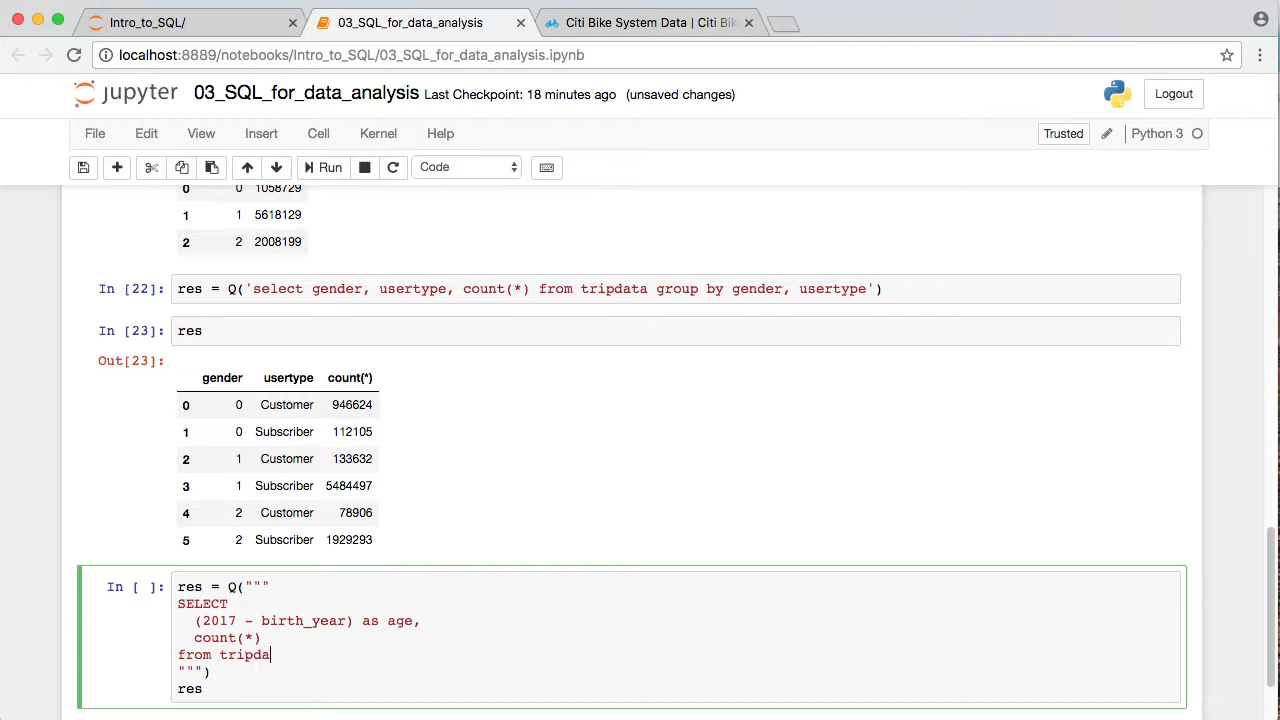 Intro_to_SQL/
03_SQL_for_data_analysis
Citi Bike System Data | Citi Bik
localhost:8889/notebooks/Intro_to_SQL/03_SQL_for_data_analysis.ipynb
jupyter 03_SQL_for_data_analysis Last Checkpoint: 18 minutes ago (unsaved changes) Logout
File Edit View Insert Cell Kernel Help Trusted Python 3
Run Code
0 0 1058729
1 1 5618129
2 2 2008199
In [22]: res = Q('select gender, usertype, count(*) from tripdata group by gender, usertype')
In [23]: res
Out[23]:
gender usertype count(*)
0 0 Customer 946624
1 0 Subscriber 112105
2 1 Customer 133632
3 1 Subscriber 5484497
4 2 Customer 78906
5 2 Subscriber 1929293
In [ ]: res = Q("""
SELECT
(2017 - birth_year) as age,
count(*)
from tripda
""")
res